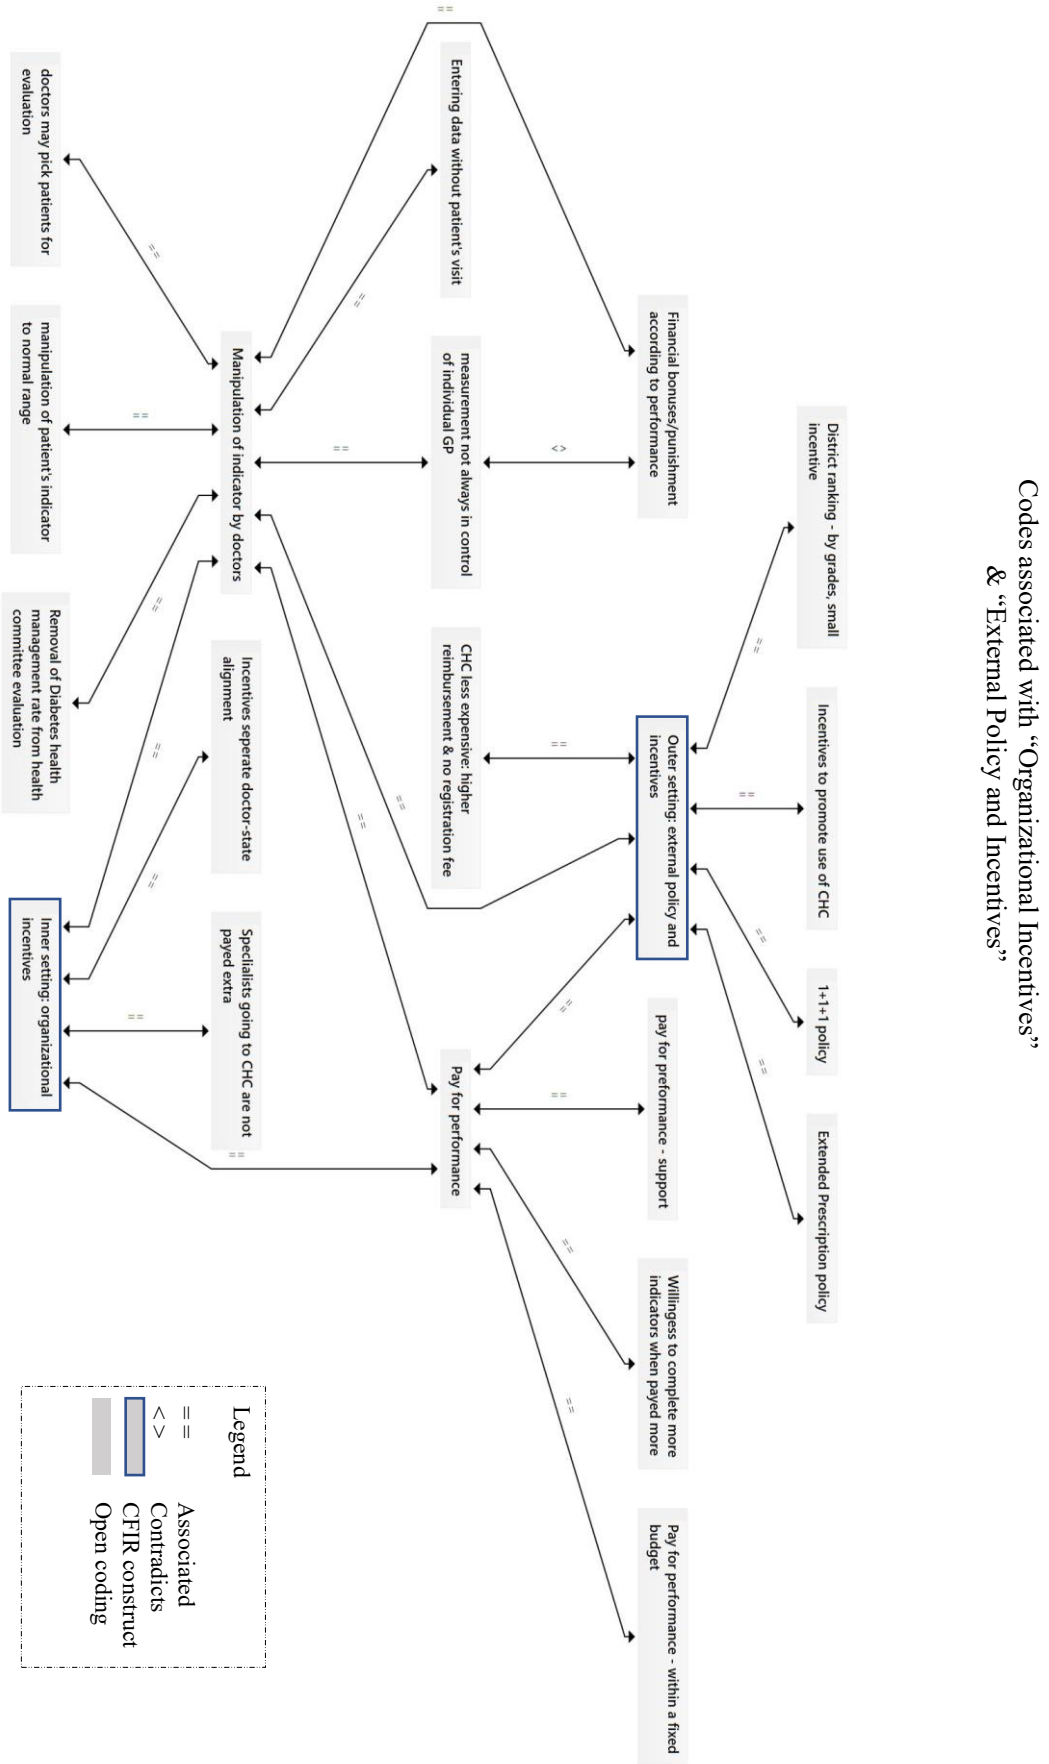 Codes associated with “Organizational Incentives”
& “External Policy and Incentives”
District ranking - by grades, small
incentive
Incentives to promote use of CHC
1+1+1 policy
Extended Prescription policy
==
==
==
==
Financial bonuses/punishment
according to performance
Outer setting: external policy and
incentives
pay for preformance - support
Willingess to complete more
indicators when payed more
Pay for performance - within a fixed
budget
<>
==
==
==
==
==
==
Entering data without patient's visit
measurement not always in control
of individual GP
CHC less expensive: higher
reimbursement & no registration fee
Pay for performance
==
==
==
==
Manipulation of indicator by doctors
Incentives seperate doctor-state
alignment
Speclialists going to CHC are not
payed extra
==
==
==
==
==
==
==
==
doctors may pick patients for
evaluation
manipulation of patient's indicator
to normal range
Removal of Diabetes health
management rate from health
committee evaluation
Inner setting: organizational
incentives
Legend
== Associated
<> Contradicts
CFIR construct
Open coding